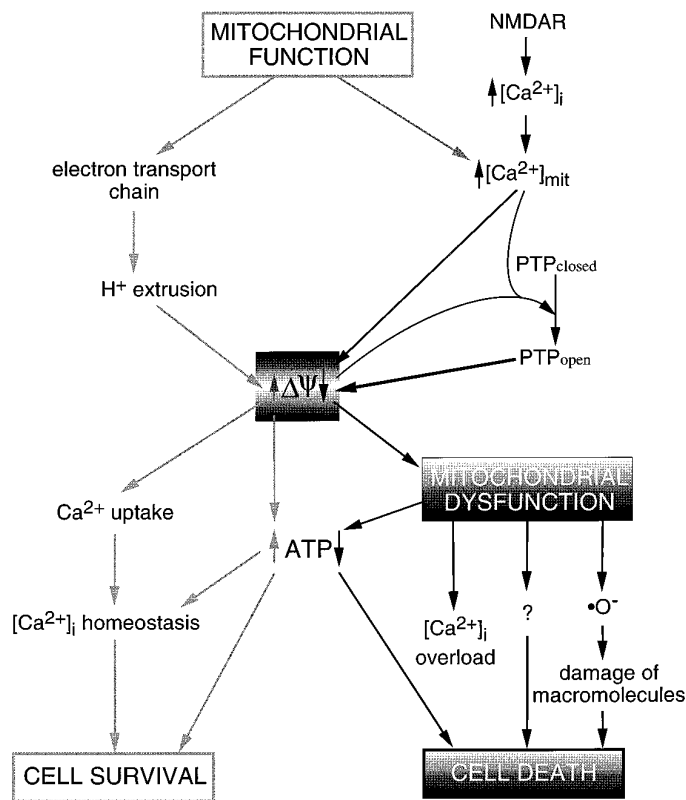 MITOCHONDRIAL
FUNCTION
NMDAR
[Ca2+]i
electron transport
chain
[Ca2+]mit
PTPclosed
H+ extrusion
PTPopen
ΔΨ
MITOCHONDRIAL
DYSFUNCTION
Ca2+ uptake
ATP
[Ca2+]i homeostasis
[Ca2+]i
overload
?
•O-
damage of
macromolecules
CELL SURVIVAL
CELL DEATH